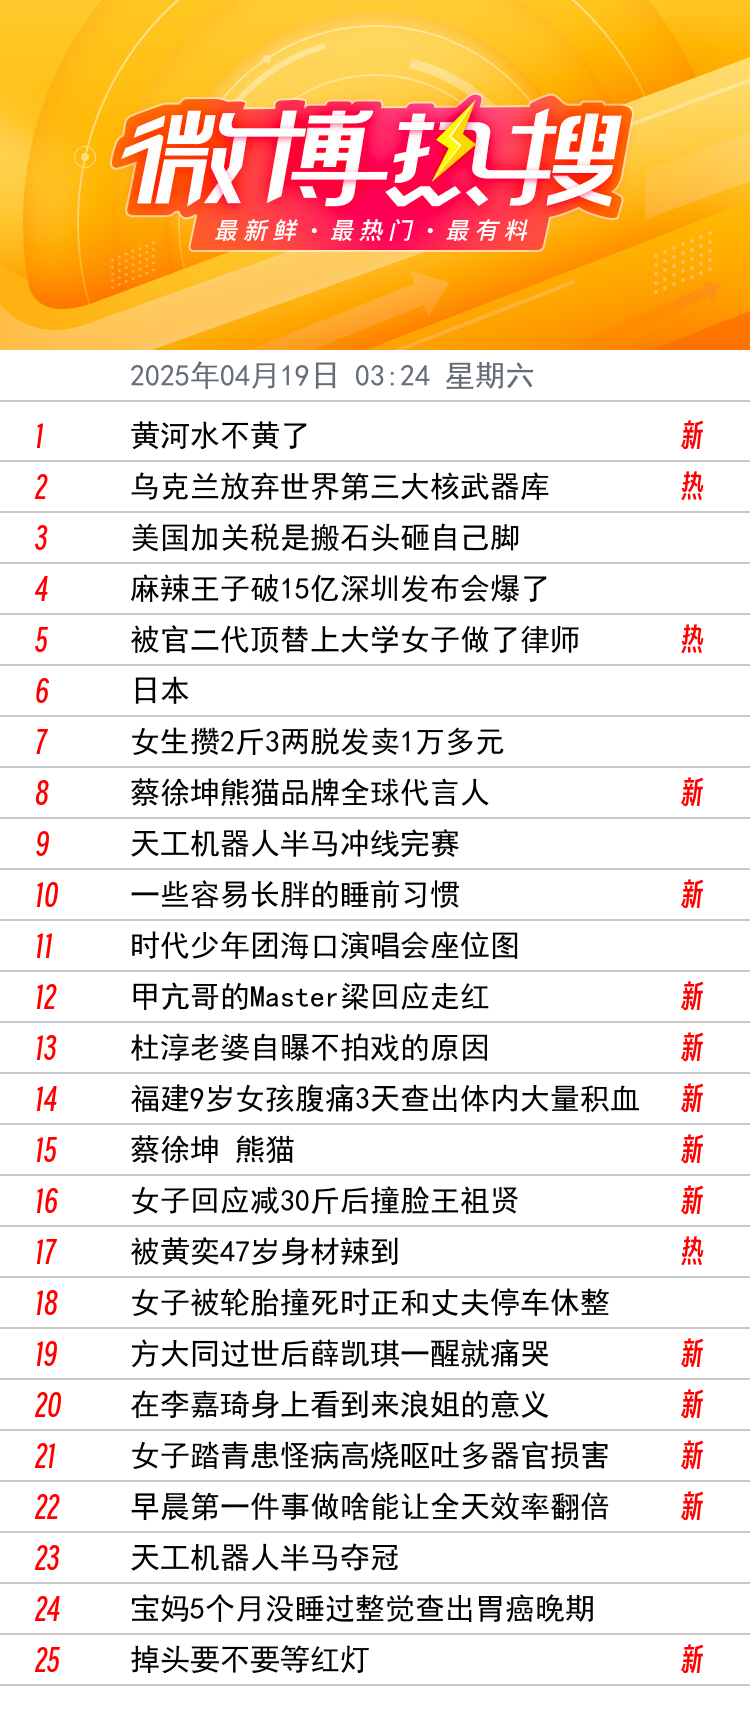 微博热搜
最新鲜·最热门·最有料
2025年04月19日 03:24 星期六
1 黄河水不黄了 新
2 乌克兰放弃世界第三大核武器库 热
3 美国加关税是搬石头砸自己脚
4 麻辣王子破15亿深圳发布会爆了
5 被官二代顶替上大学女子做了律师 热
6 日本
7 女生攒2斤3两脱发卖1万多元
8 蔡徐坤熊猫品牌全球代言人 新
9 天工机器人半马冲线完赛
10 一些容易长胖的睡前习惯 新
11 时代少年团海口演唱会座位图
12 甲亢哥的Master梁回应走红 新
13 杜淳老婆自曝不拍戏的原因 新
14 福建9岁女孩腹痛3天查出体内大量积血 新
15 蔡徐坤 熊猫 新
16 女子回应减30斤后撞脸王祖贤 新
17 被黄奕47岁身材辣到 热
18 女子被轮胎撞死时正和丈夫停车休整
19 方大同过世后薛凯琪一醒就痛哭 新
20 在李嘉琦身上看到来浪姐的意义 新
21 女子踏青患怪病高烧呕吐多器官损害 新
22 早晨第一件事做啥能让全天效率翻倍 新
23 天工机器人半马夺冠
24 宝妈5个月没睡过整觉查出胃癌晚期
25 掉头要不要等红灯 新